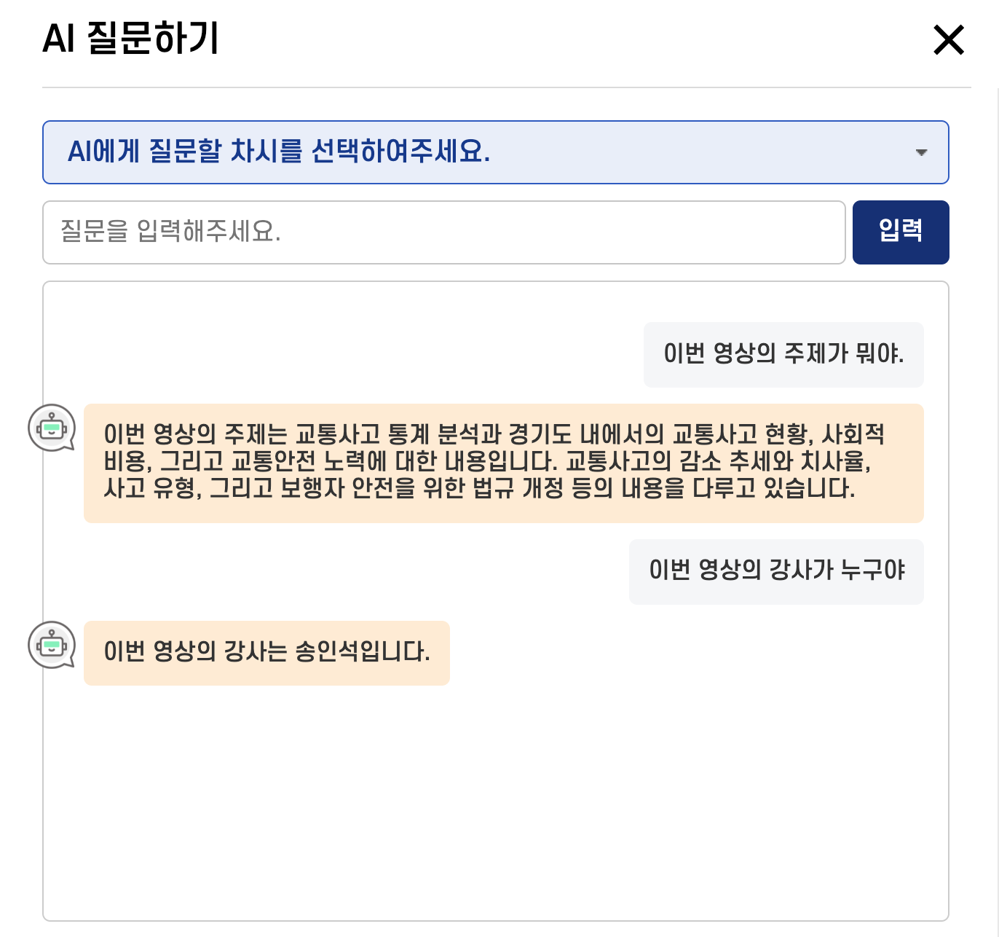 AI 질문하기
AI에게 질문할 차시를 선택하여주세요.
질문을 입력해주세요.
입력
이번 영상의 주제가 뭐야.
이번 영상의 주제는 교통사고 통계 분석과 경기도 내에서의 교통사고 현황, 사회적
비용, 그리고 교통안전 노력에 대한 내용입니다. 교통사고의 감소 추세와 치사율,
사고 유형, 그리고 보행자 안전을 위한 법규 개정 등의 내용을 다루고 있습니다.
이번 영상의 강사가 누구야
이번 영상의 강사는 송인석입니다.